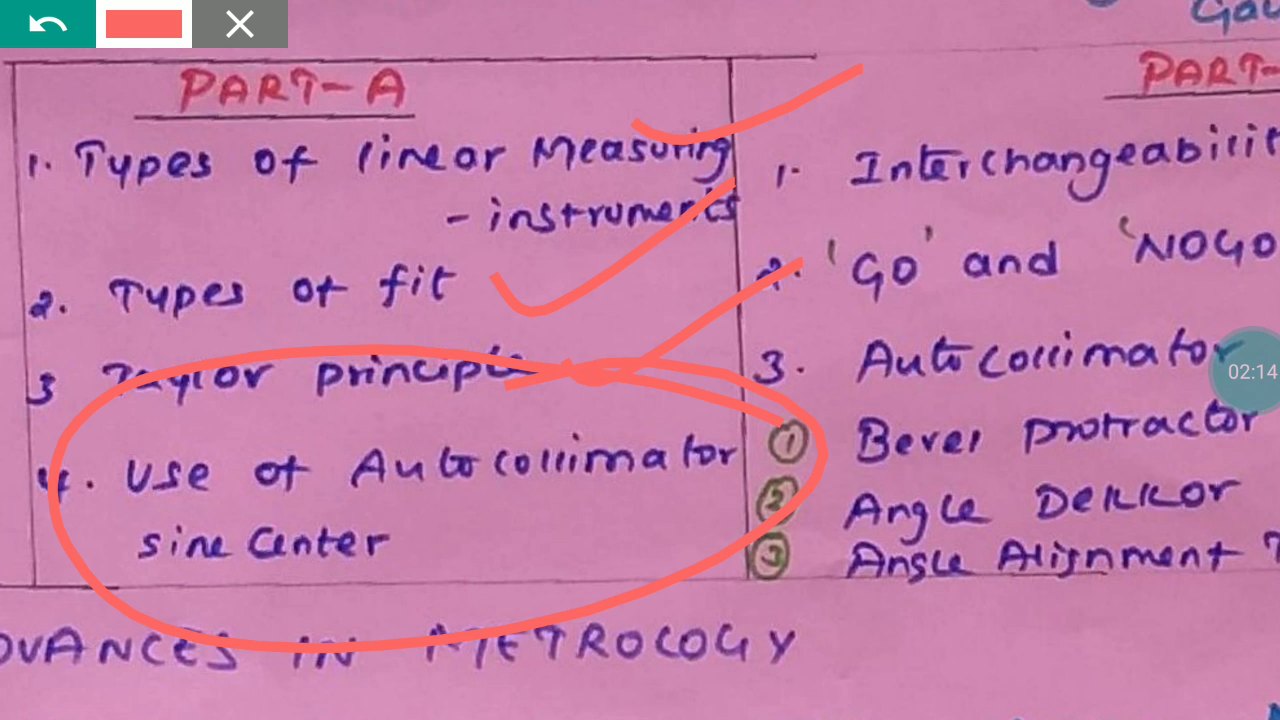 Gau
PART-A
1. Types of linear Measuring
- instruments
2. Types of fit
3 Taylor principle
4. Use of Autocollimator
sine Center
PART-
1. Interchangeabilit
2. 'GO' and 'NOGO
3. Autocollimator
02:14
① Bevel protractor
② Angle Dekkor
③ Angle Alignment T
DVANCES IN METROLOGY